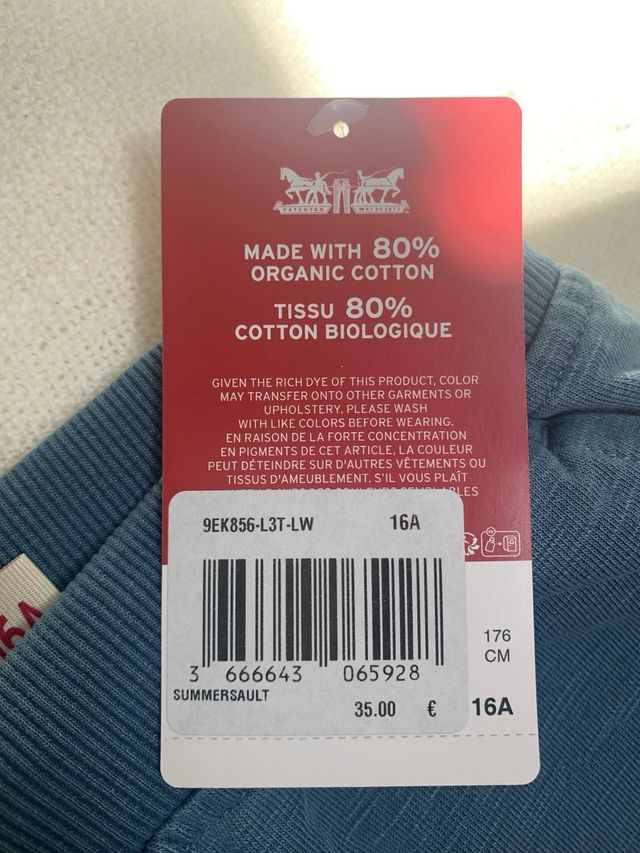 PATENTED MAY 20 1873
MADE WITH 80%
ORGANIC COTTON
TISSU 80%
COTTON BIOLOGIQUE
GIVEN THE RICH DYE OF THIS PRODUCT, COLOR
MAY TRANSFER ONTO OTHER GARMENTS OR
UPHOLSTERY. PLEASE WASH
WITH LIKE COLORS BEFORE WEARING.
EN RAISON DE LA FORTE CONCENTRATION
EN PIGMENTS DE CET ARTICLE, LA COULEUR
PEUT DÉTEINDRE SUR D'AUTRES VÊTEMENTS OU
TISSUS D'AMEUBLEMENT. S'IL VOUS PLAÎT
9EK856-L3T-LW 16A
3 666643 065928
SUMMERSAULT
35.00 €
176
CM
16A